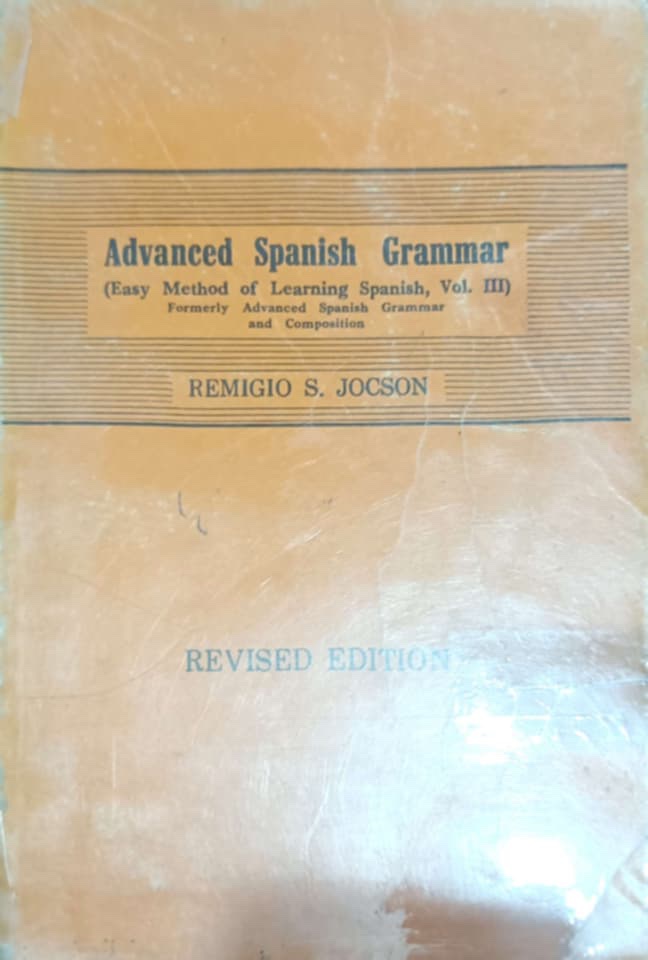 Advanced Spanish Grammar
(Easy Method of Learning Spanish, Vol. III)
Formerly Advanced Spanish Grammar
and Composition
REMIGIO S. JOCSON
REVISED EDITION